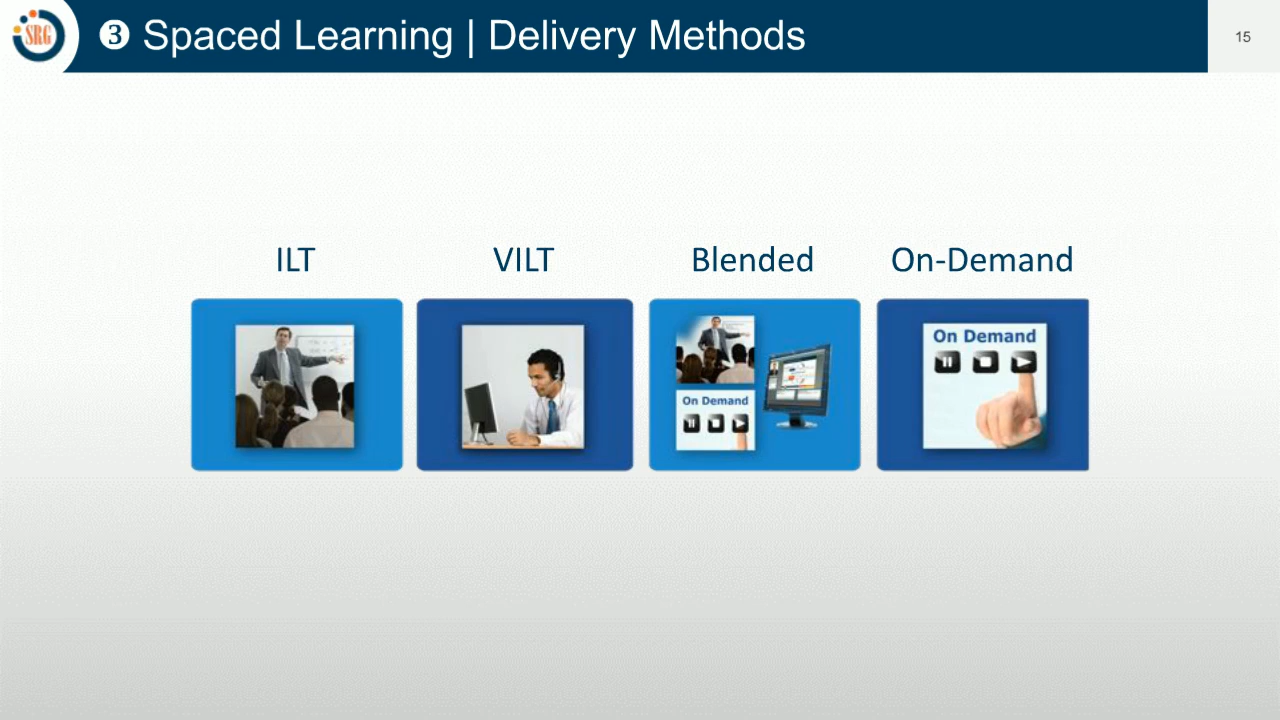 SRG
❸ Spaced Learning | Delivery Methods
15
ILT
VILT
Blended
On-Demand
On Demand
On Demand